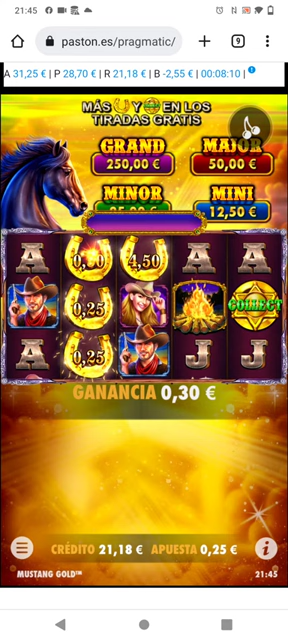 21:45
paston.es/pragmatic/
9
A 31,25 € | P 28,70 € | R 21,18 € | B -2,55 € | 00:08:10 |
MÁS Y EN LOS
TIRADAS GRATIS
GRAND MAJOR
250,00 € 50,00 €
MINOR MINI
12,50 €
A 4,50 A A
0,25 COLLECT
A 0,25 J J
GANANCIA 0,30 €
CRÉDITO 21,18 € APUESTA 0,25 €
MUSTANG GOLD™ 21:45